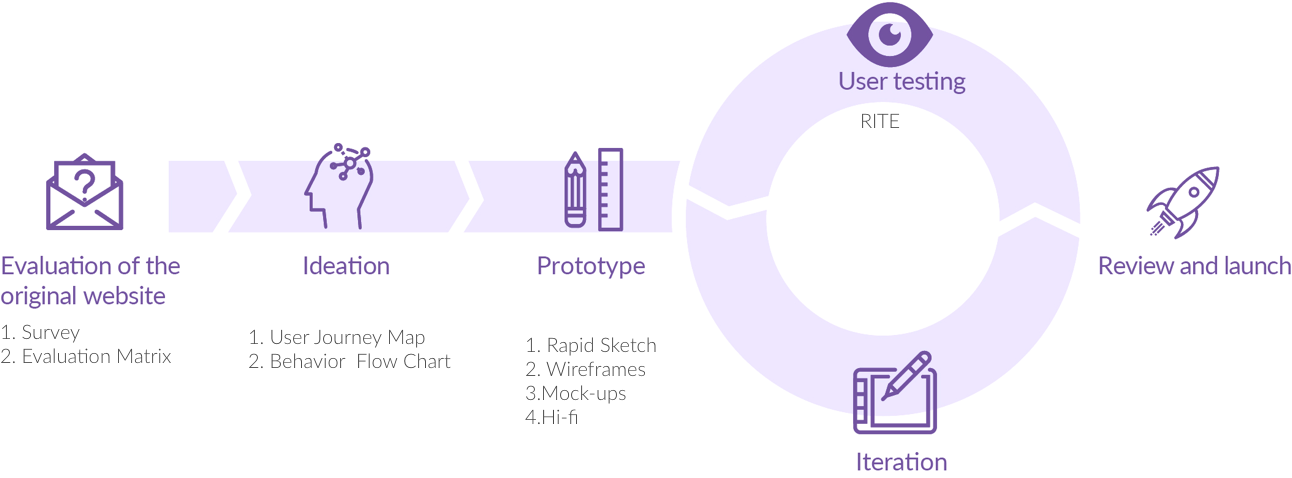 User testing
RITE
Evaluation of the
original website
1. Survey
2. Evaluation Matrix
Ideation
1. User Journey Map
2. Behavior  Flow Chart
Prototype
1. Rapid Sketch
2. Wireframes
3.Mock-ups
4.Hi-fi
Iteration
Review and launch